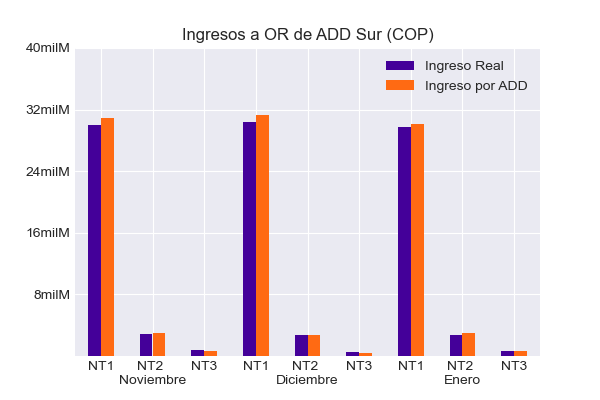 Ingresos a OR de ADD Sur (COP)
40milM
32milM
24milM
16milM
8milM
Ingreso Real
Ingreso por ADD
NT1 NT2 NT3 NT1 NT2 NT3 NT1 NT2 NT3
Noviembre Diciembre Enero